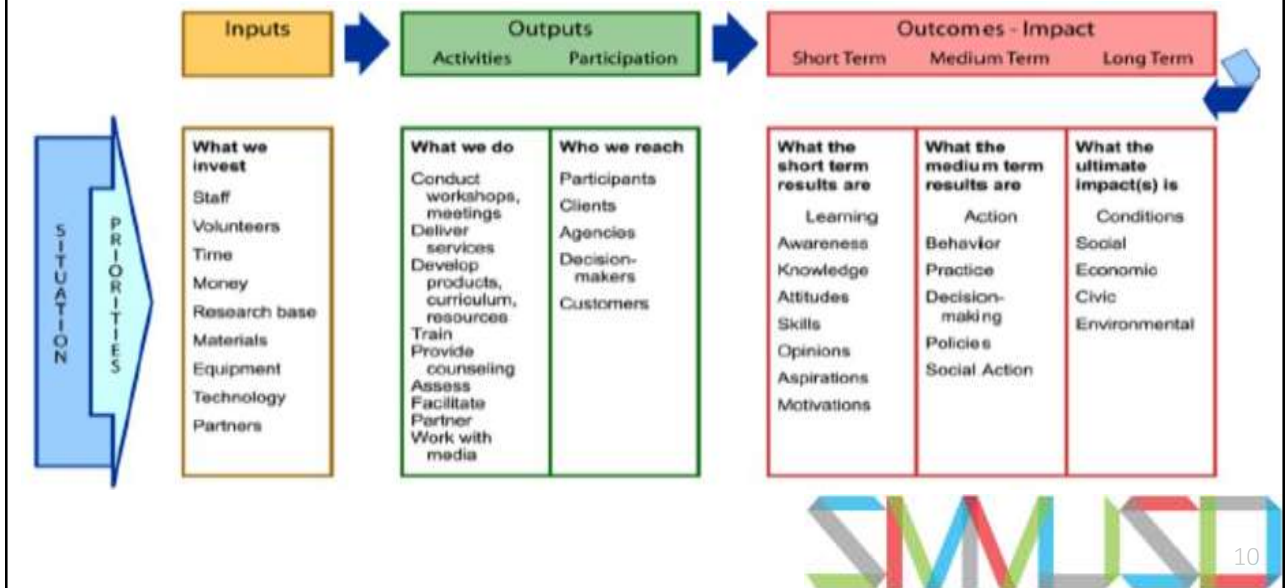 Inputs
Outputs
Activities Participation
Outcomes - Impact
Short Term Medium Term Long Term
SITUATION
PRIORITIES
What we
invest
Staff
Volunteers
Time
Money
Research base
Materials
Equipment
Technology
Partners
What we do
Conduct
workshops,
meetings
Deliver
services
Develop
products,
curriculum,
resources
Train
Provide
counseling
Assess
Facilitate
Partner
Work with
media
Who we reach
Participants
Clients
Agencies
Decision-
makers
Customers
What the
short term
results are
Learning
Awareness
Knowledge
Attitudes
Skills
Opinions
Aspirations
Motivations
What the
medium term
results are
Action
Behavior
Practice
Decision-
making
Policies
Social Action
What the
ultimate
impact(s) is
Conditions
Social
Economic
Civic
Environmental
SMMUSD
10